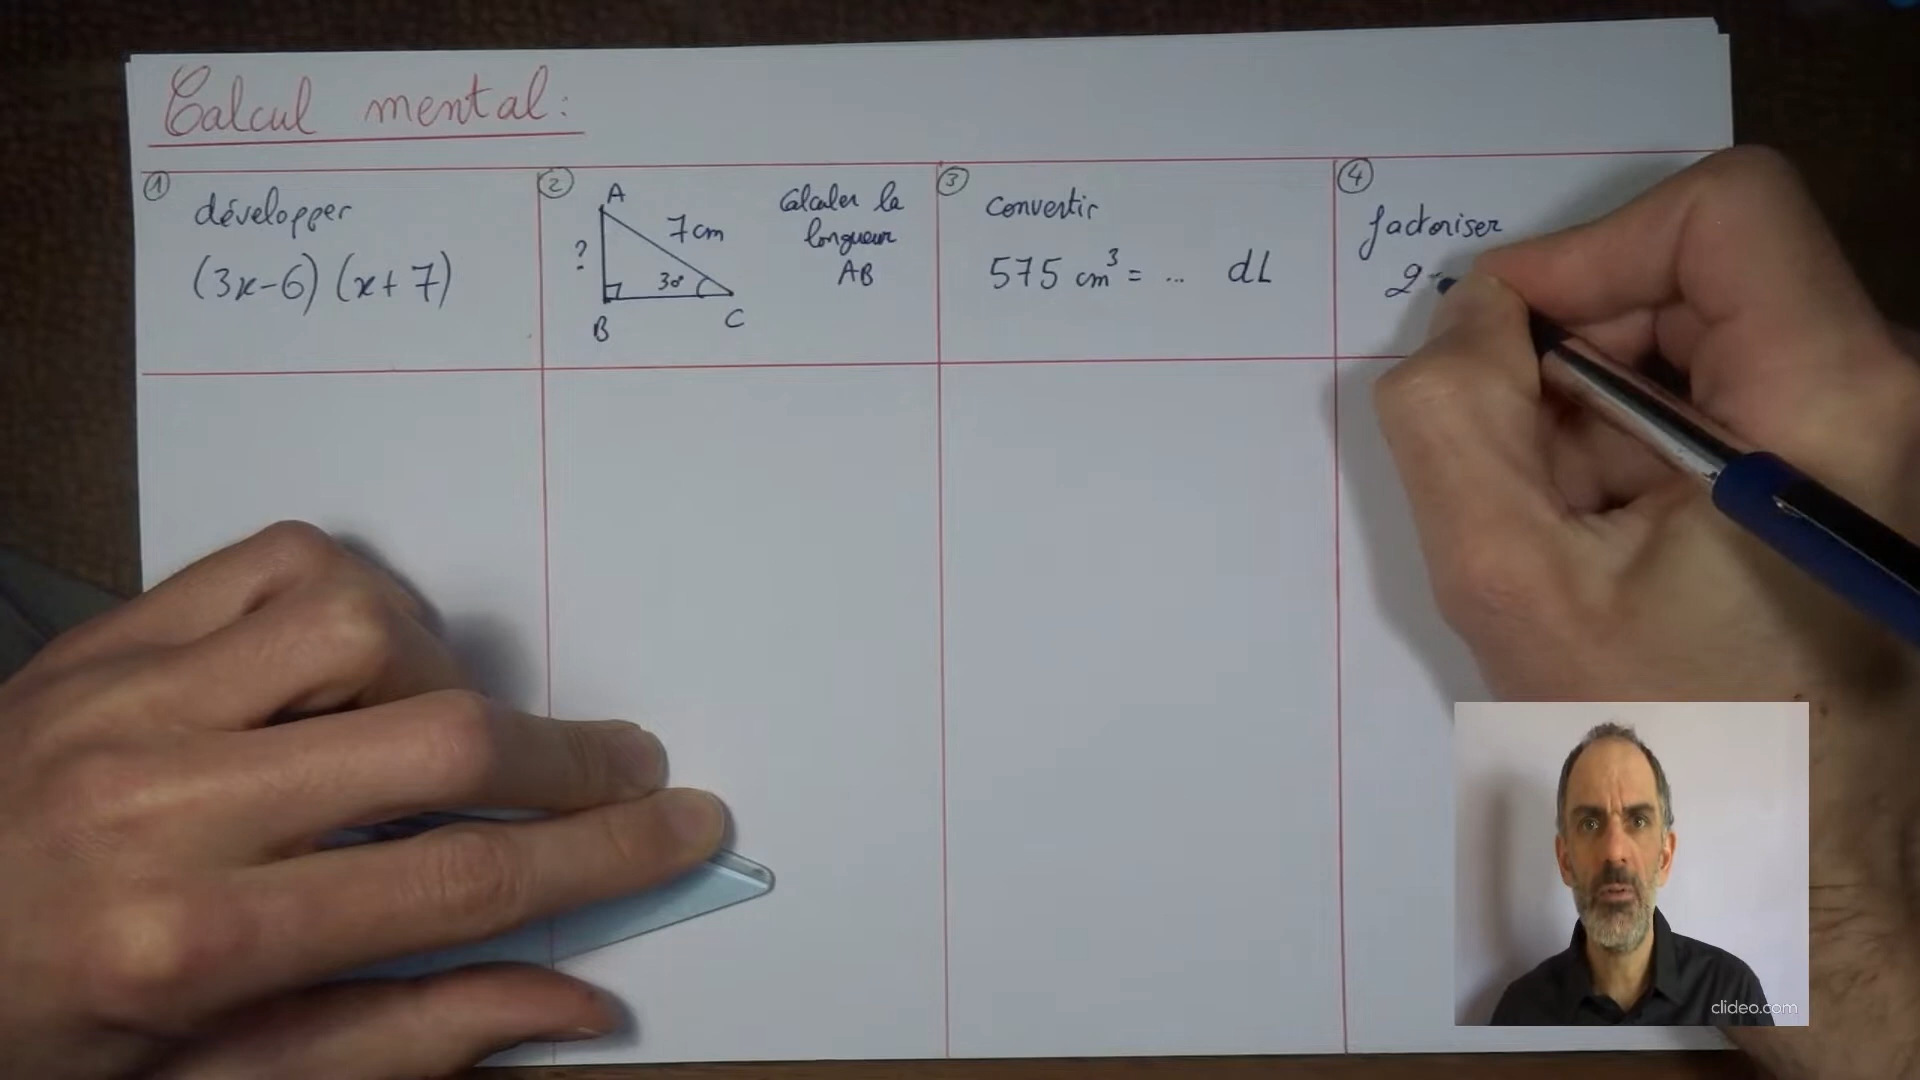 Calcul mental:
1
développer
(3x-6)(x+7)
2
A
7cm
?
30°
B
C
Calculer la
longueur
AB
3
convertir
575 cm³ = ... dL
4
factoriser
clideo.com